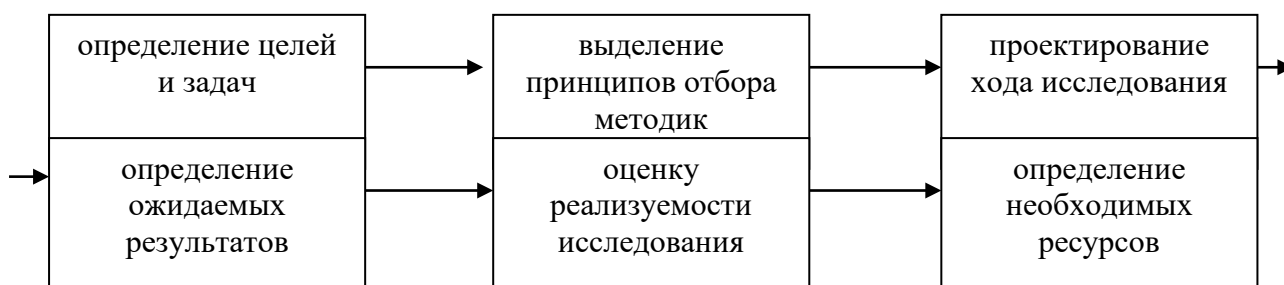 определение целей
и задач
выделение
принципов отбора
методик
проектирование
хода исследования
определение
ожидаемых
результатов
оценку
реализуемости
исследования
определение
необходимых
ресурсов